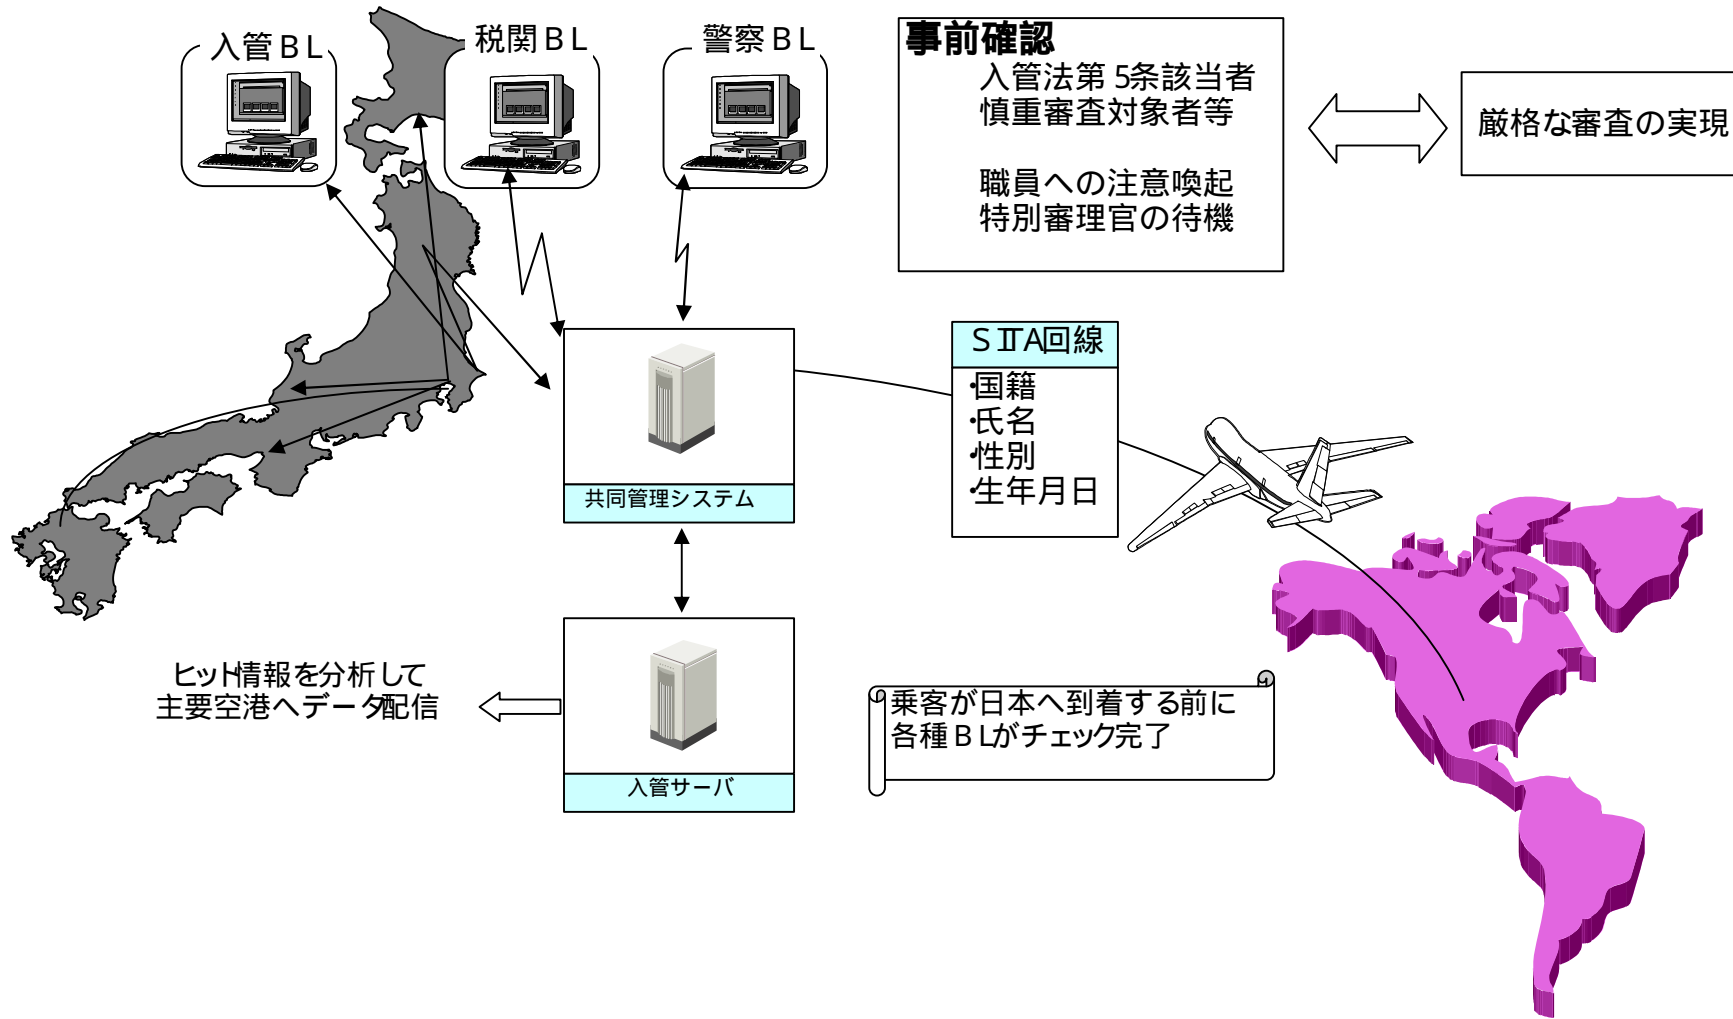 入管BL
税関BL
警察BL
事前確認
入管法第5条該当者
慎重審査対象者等
職員への注意喚起
特別審理官の待機
厳格な審査の実現
SITA回線
・国籍
・氏名
・性別
・生年月日
共同管理システム
ヒット情報を分析して
主要空港へデータ配信
入管サーバ
乗客が日本へ到着する前に
各種BLがチェック完了